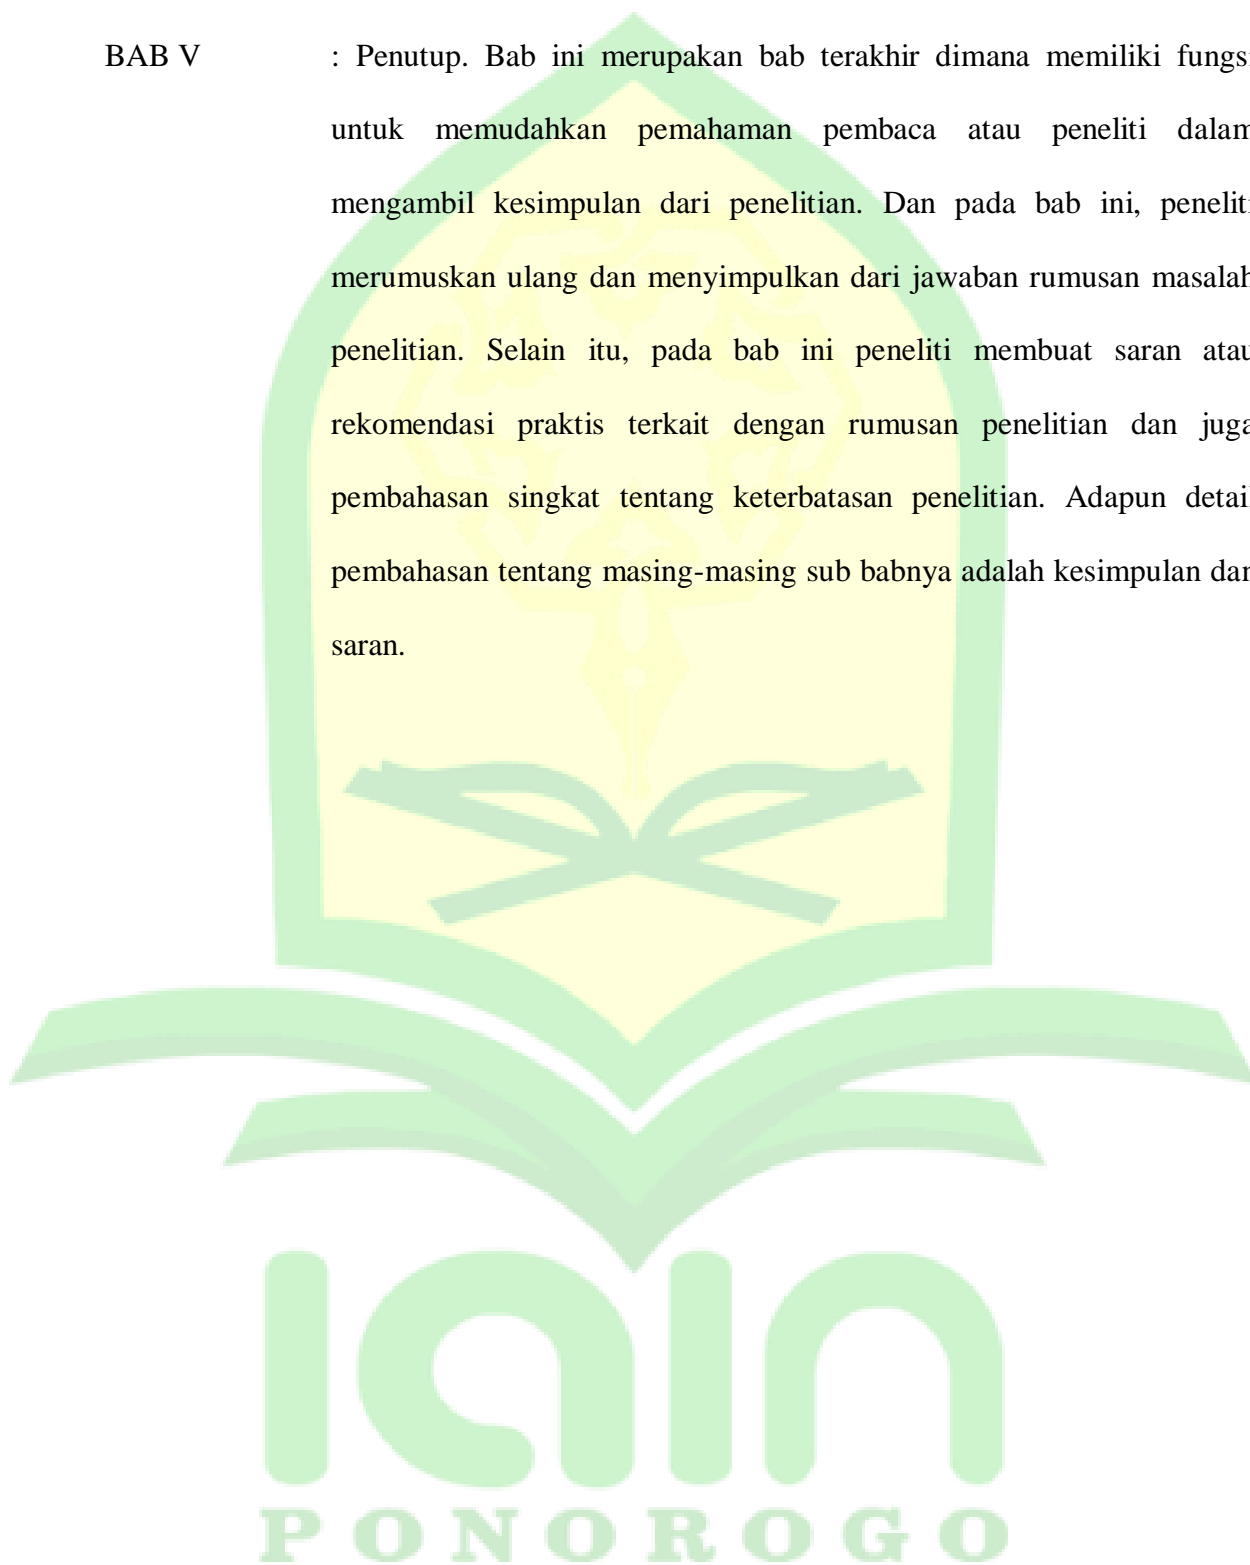 BAB V : Penutup. Bab ini merupakan bab terakhir dimana memiliki fungsi
untuk memudahkan pemahaman pembaca atau peneliti dalam
mengambil kesimpulan dari penelitian. Dan pada bab ini, peneliti
merumuskan ulang dan menyimpulkan dari jawaban rumusan masalah
penelitian. Selain itu, pada bab ini peneliti membuat saran atau
rekomendasi praktis terkait dengan rumusan penelitian dan juga
pembahasan singkat tentang keterbatasan penelitian. Adapun detail
pembahasan tentang masing-masing sub babnya adalah kesimpulan dan
saran.
iain
PONOROGO